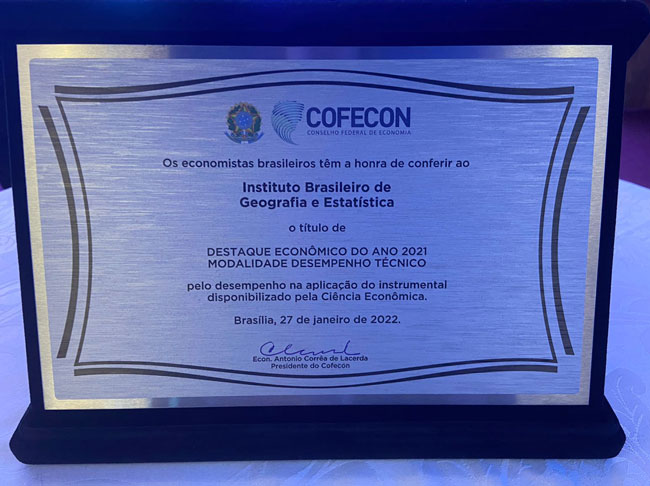 COFECON
CONSELHO FEDERAL DE ECONOMIA
Os economistas brasileiros têm a honra de conferir ao
Instituto Brasileiro de
Geografia e Estatística
o título de
DESTAQUE ECONÔMICO DO ANO 2021
MODALIDADE DESEMPENHO TÉCNICO
pelo desempenho na aplicação do instrumental
disponibilizado pela Ciência Econômica.
Brasília, 27 de janeiro de 2022.
Econ. Antonio Corrêa de Lacerda
Presidente do Cofecon